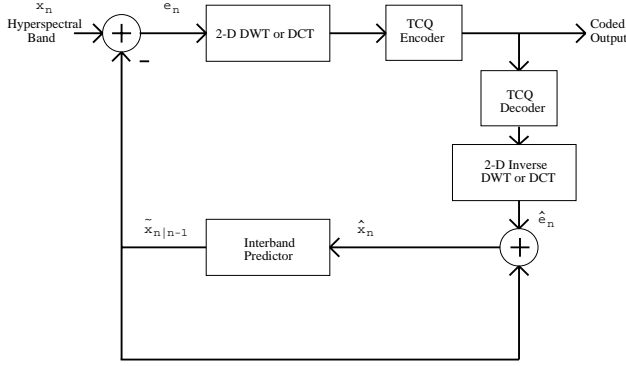 x_n
Hyperspectral
Band
e_n
−
2-D DWT or DCT
TCQ
Encoder
Coded
Output
TCQ
Decoder
2-D Inverse
DWT or DCT
ê_n
x̂_n
x̃_n|n-1
Interband
Predictor